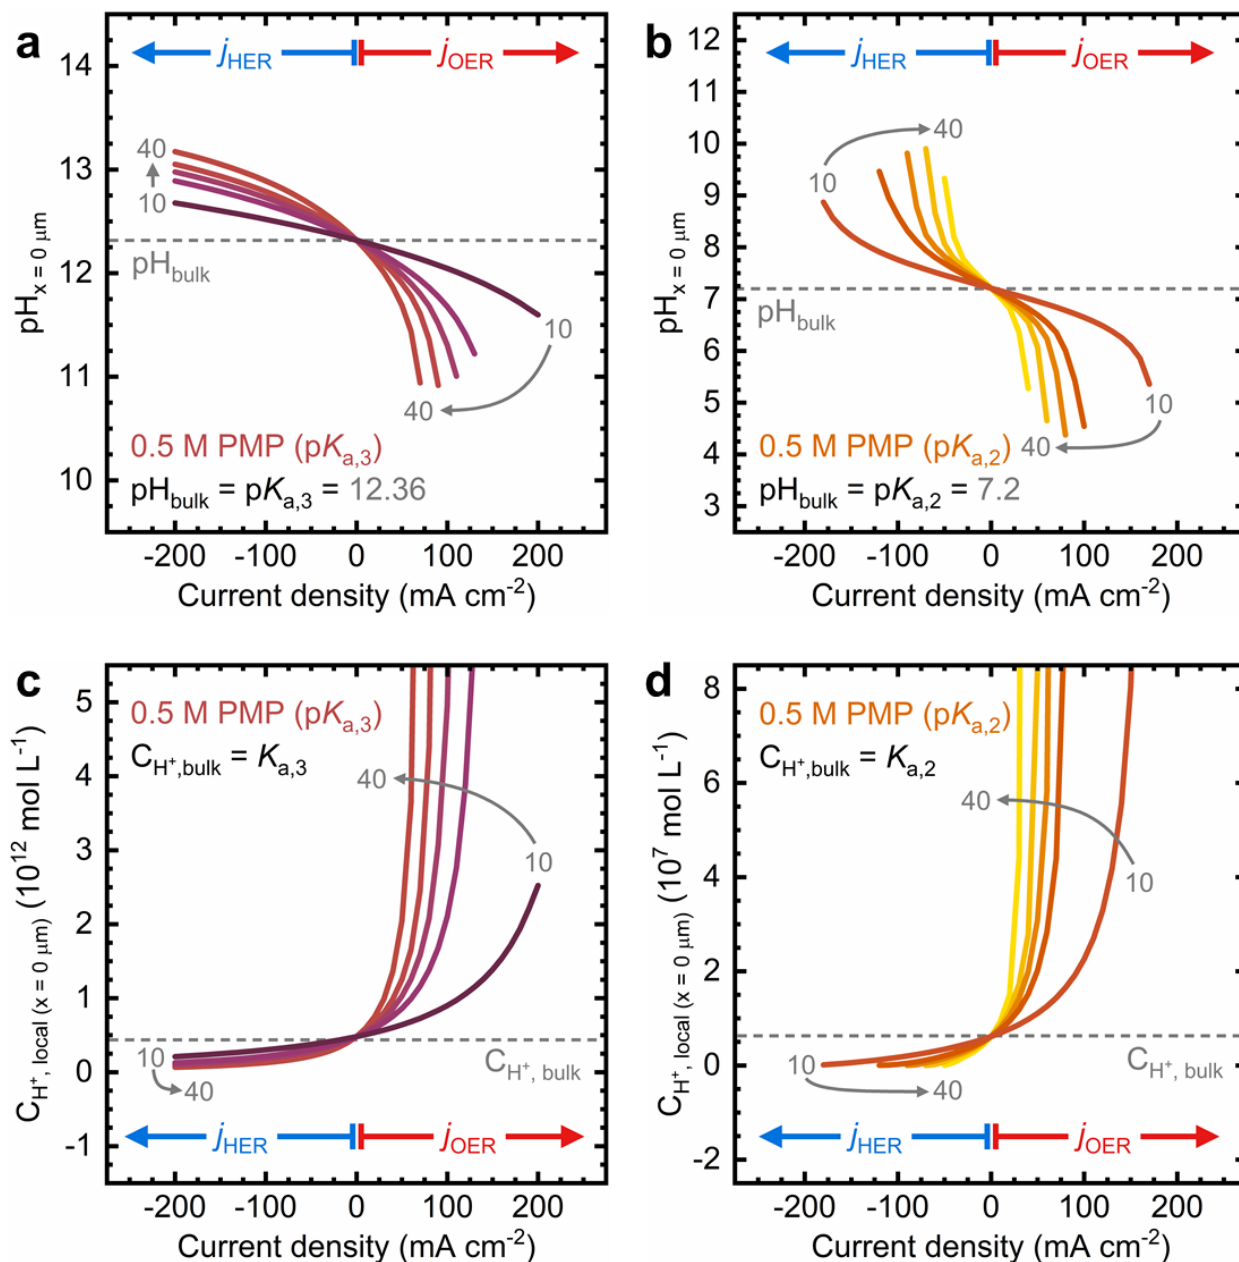 a
j_HER j_OER
14
13
12
11
10
pH_x = 0 μm
40
10
pH_bulk
10
40
0.5 M PMP (pK_a,3)
pH_bulk = pK_a,3 = 12.36
-200 -100 0 100 200
Current density (mA cm⁻²)
b
j_HER j_OER
12
11
10
9
8
7
6
5
4
3
pH_x = 0 μm
40
10
pH_bulk
10
40
0.5 M PMP (pK_a,2)
pH_bulk = pK_a,2 = 7.2
-200 -100 0 100 200
Current density (mA cm⁻²)
c
5
4
3
2
1
0
-1
C_H⁺, local (x = 0 μm) (10¹² mol L⁻¹)
0.5 M PMP (pK_a,3)
C_H⁺,bulk = K_a,3
40
10
10
40
C_H⁺, bulk
j_HER j_OER
-200 -100 0 100 200
Current density (mA cm⁻²)
d
8
6
4
2
0
-2
C_H⁺, local (x = 0 μm) (10⁷ mol L⁻¹)
0.5 M PMP (pK_a,2)
C_H⁺,bulk = K_a,2
40
10
10
40
C_H⁺, bulk
j_HER j_OER
-200 -100 0 100 200
Current density (mA cm⁻²)